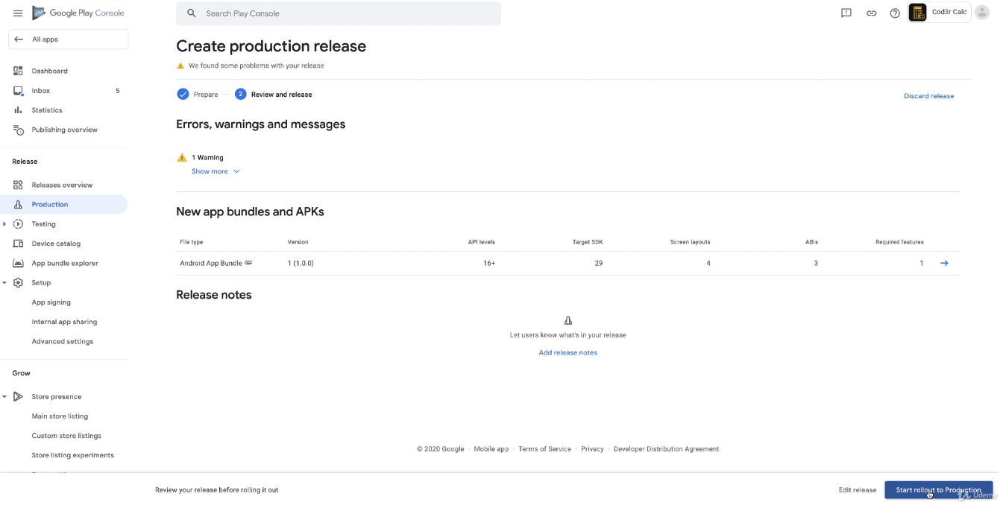 Google Play Console
Search Play Console
Cod3r Calc
All apps
Dashboard
Inbox 5
Statistics
Publishing overview
Release
Releases overview
Production
Testing
Device catalog
App bundle explorer
Setup
App signing
Internal app sharing
Advanced settings
Grow
Store presence
Main store listing
Custom store listings
Store listing experiments
Create production release
We found some problems with your release
Prepare 2 Review and release
Discard release
Errors, warnings and messages
1 Warning
Show more
New app bundles and APKs
File type Version API levels Target SDK Screen layouts ABIs Required features
Android App Bundle 1 (1.0.0) 16+ 29 4 3 1
Release notes
Let users know what's in your release
Add release notes
© 2020 Google · Mobile app · Terms of Service · Privacy · Developer Distribution Agreement
Review your release before rolling it out
Edit release
Start rollout to Production
Udemy